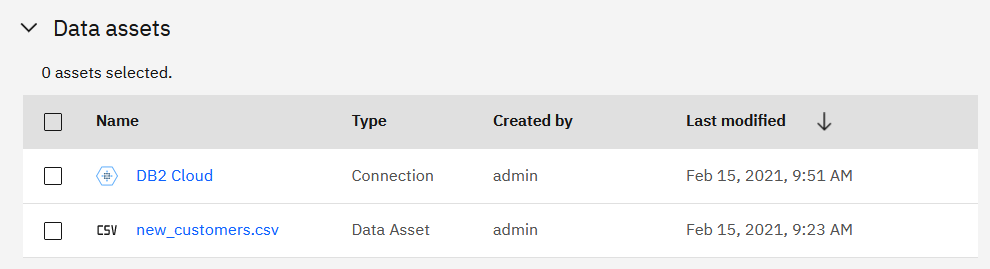 Data assets
0 assets selected.
Name Type Created by Last modified
DB2 Cloud Connection admin Feb 15, 2021, 9:51 AM
CSV new_customers.csv Data Asset admin Feb 15, 2021, 9:23 AM